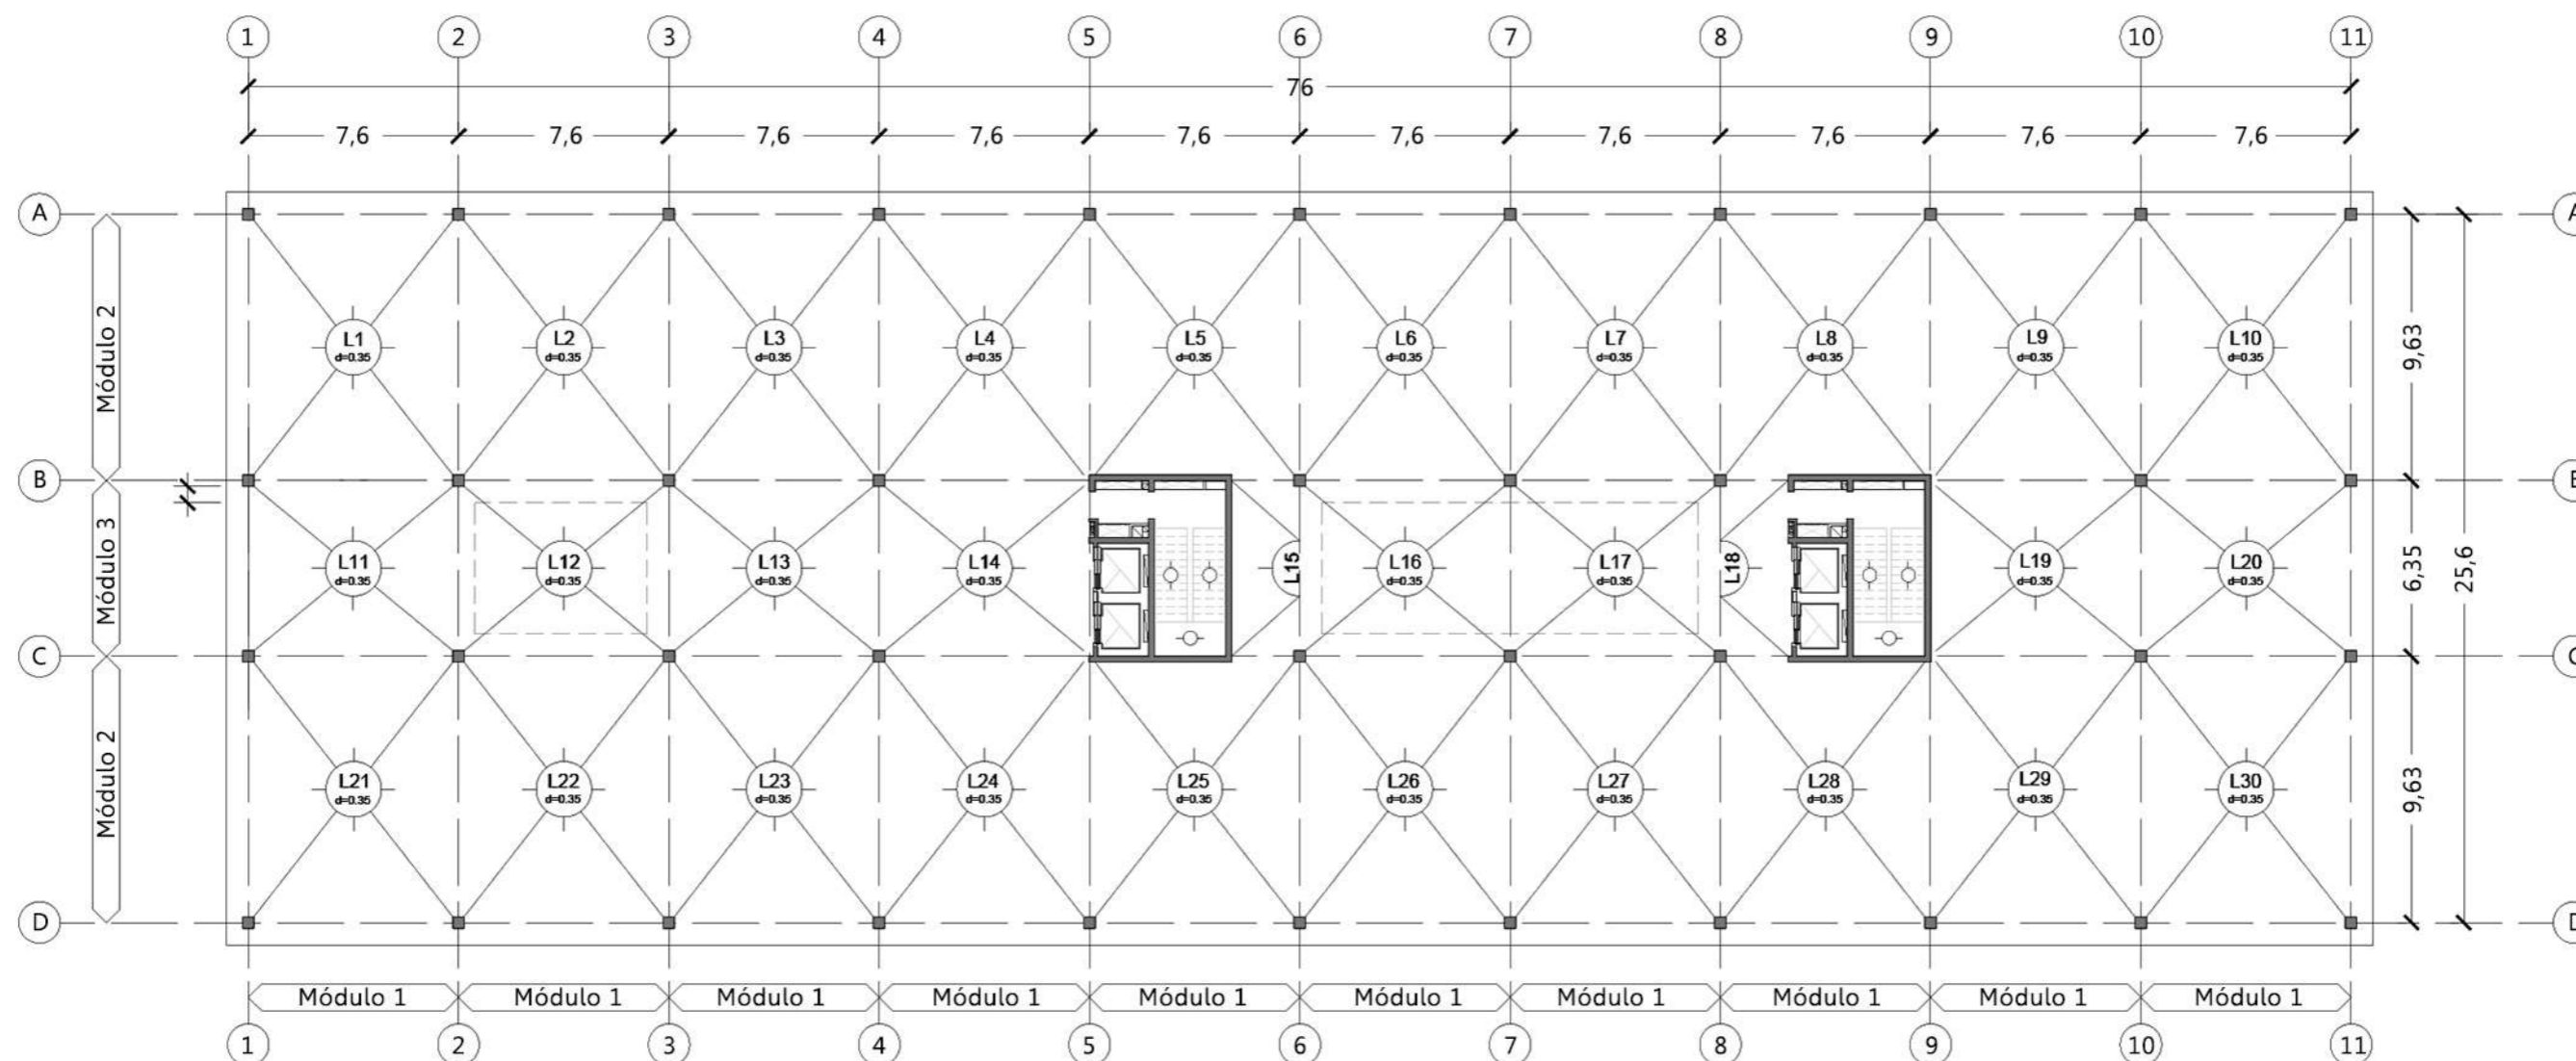 1 2 3 4 5 6 7 8 9 10 11
76
7,6 7,6 7,6 7,6 7,6 7,6 7,6 7,6 7,6 7,6
A A
Módulo 2
L1 L2 L3 L4 L5 L6 L7 L8 L9 L10
d=0.35 d=0.35 d=0.35 d=0.35 d=0.35 d=0.35 d=0.35 d=0.35 d=0.35 d=0.35
9,63
B B
Módulo 3
L11 L12 L13 L14 L15 L16 L17 L18 L19 L20
d=0.35 d=0.35 d=0.35 d=0.35 d=0.35 d=0.35 d=0.35 d=0.35
6,35
25,6
C C
Módulo 2
L21 L22 L23 L24 L25 L26 L27 L28 L29 L30
d=0.35 d=0.35 d=0.35 d=0.35 d=0.35 d=0.35 d=0.35 d=0.35 d=0.35 d=0.35
9,63
D D
Módulo 1 Módulo 1 Módulo 1 Módulo 1 Módulo 1 Módulo 1 Módulo 1 Módulo 1 Módulo 1 Módulo 1
1 2 3 4 5 6 7 8 9 10 11